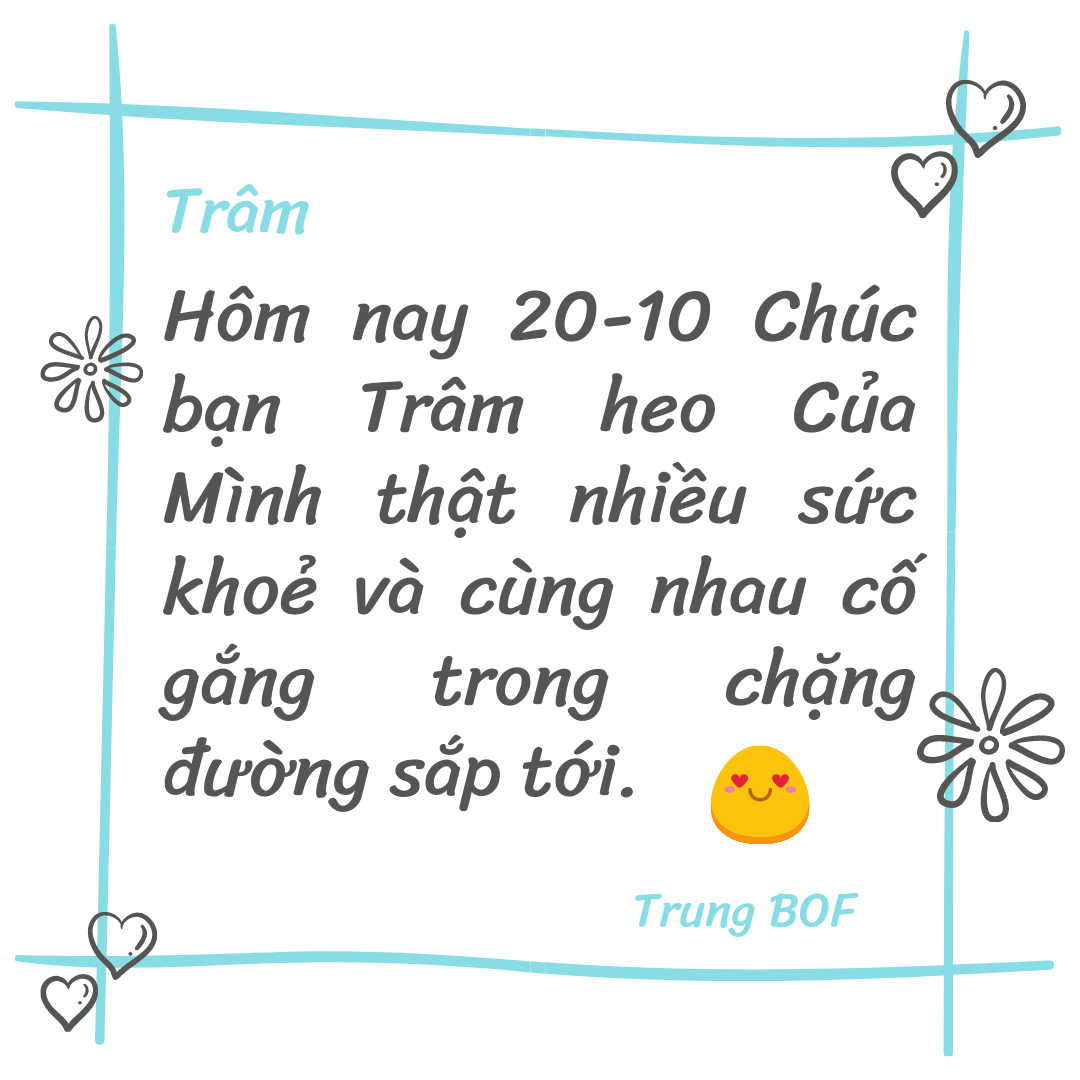 Trâm
Hôm nay 20-10 Chúc
bạn Trâm heo Của
Mình thật nhiều sức
khoẻ và cùng nhau cố
gắng trong chặng
đường sắp tới.
Trung BOF